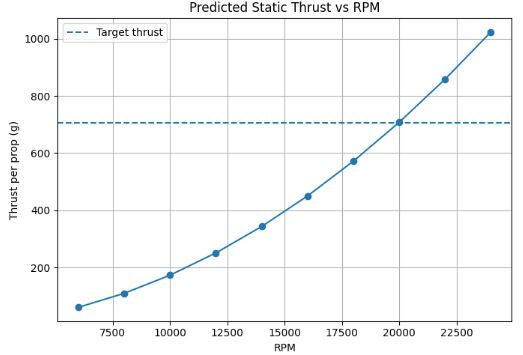 Predicted Static Thrust vs RPM
Target thrust
Thrust per prop (g)
1000
800
600
400
200
7500 10000 12500 15000 17500 20000 22500
RPM